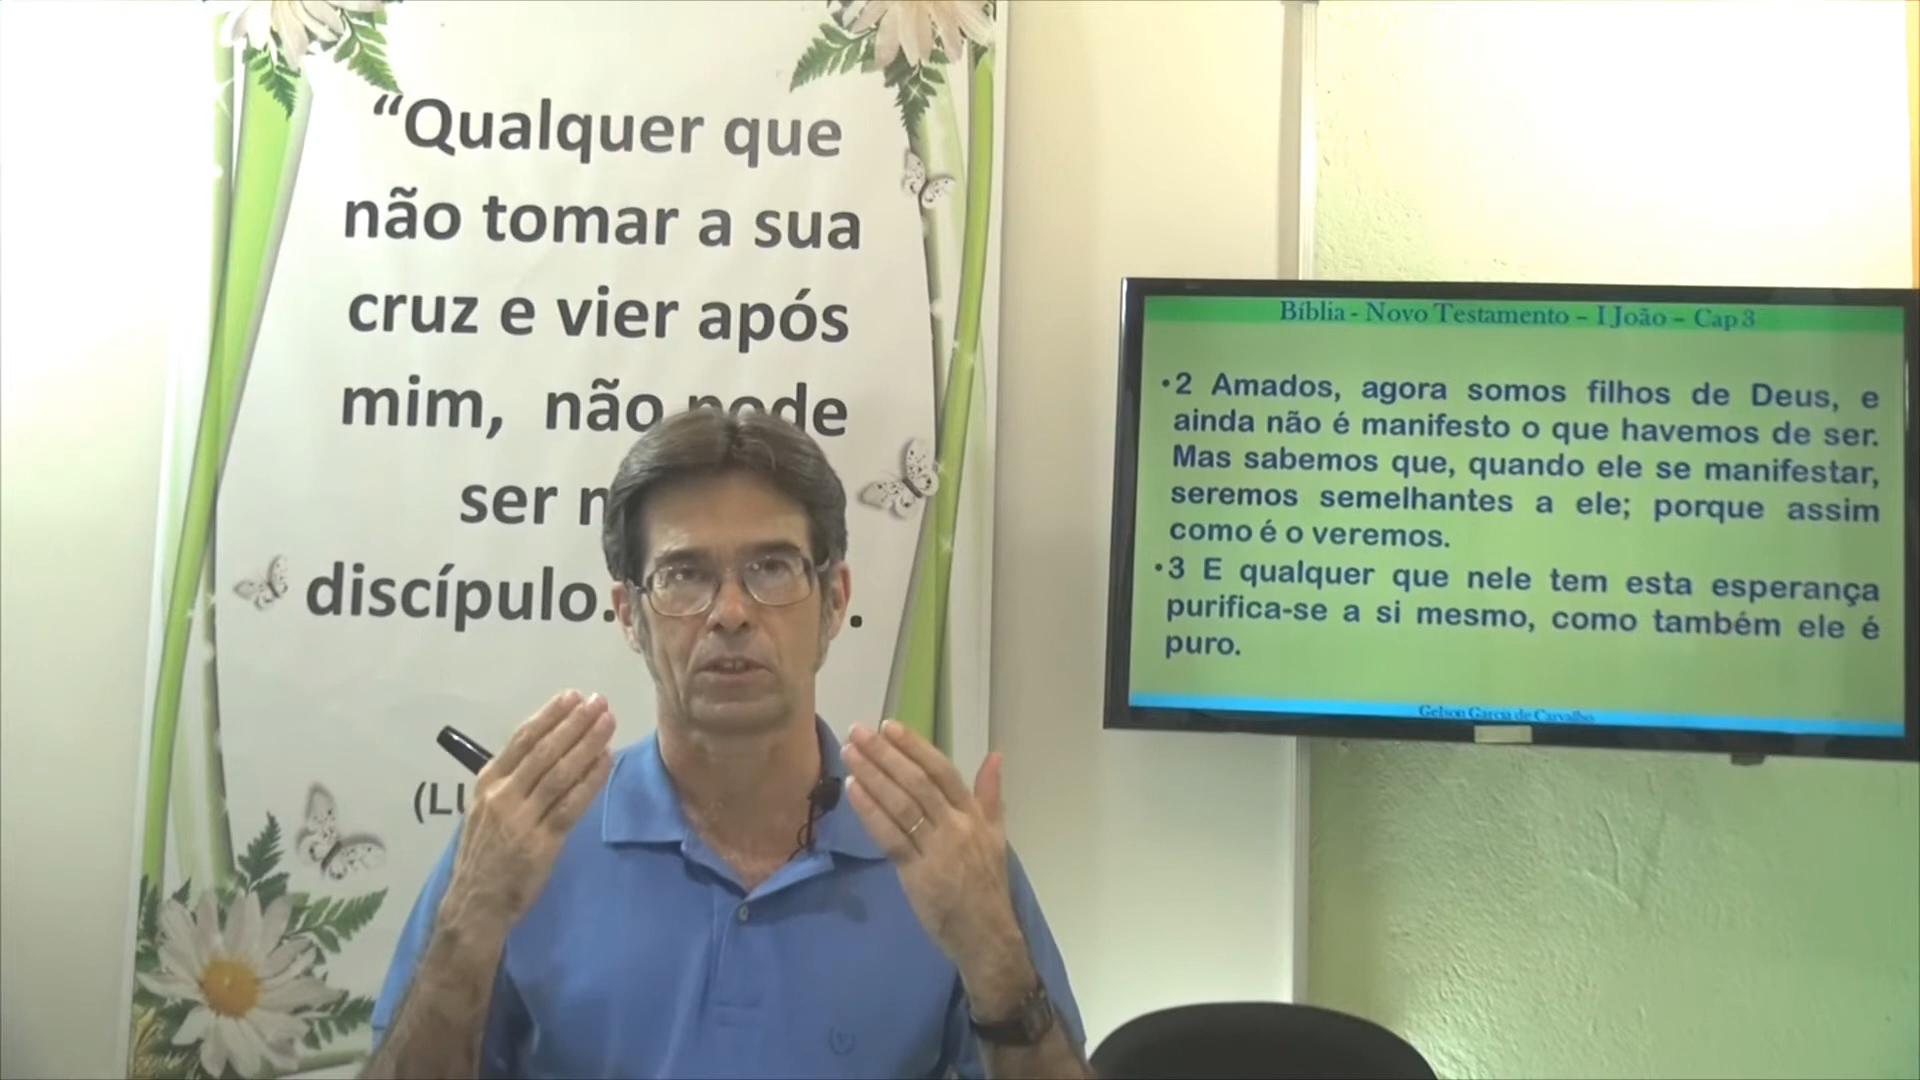 “Qualquer que
não tomar a sua
cruz e vier após
mim, não pode
ser
discípulo.
(LU
Bíblia - Novo Testamento – I João – Cap 3
•2 Amados, agora somos filhos de Deus, e
ainda não é manifesto o que havemos de ser.
Mas sabemos que, quando ele se manifestar,
seremos semelhantes a ele; porque assim
como é o veremos.
•3 E qualquer que nele tem esta esperança
purifica-se a si mesmo, como também ele é
puro.
Gelson Garcia de Carvalho